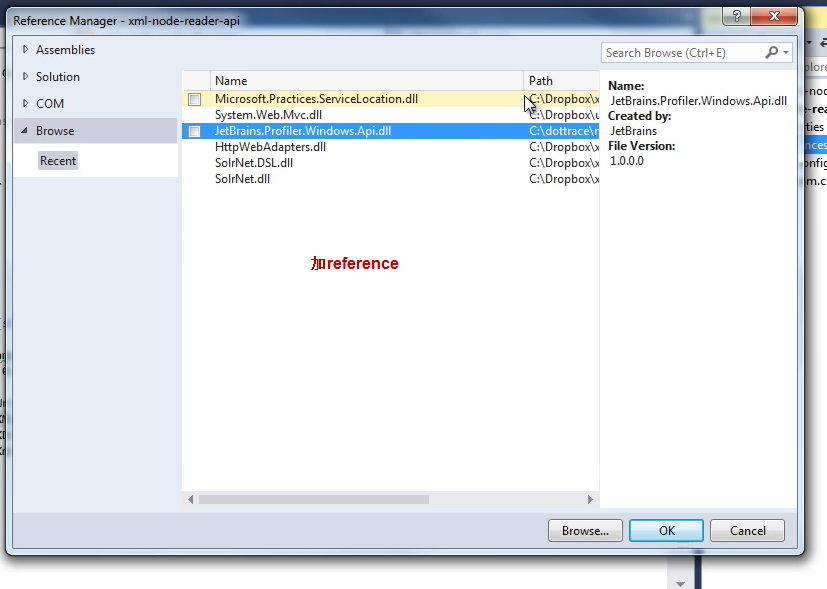 Reference Manager - xml-node-reader-api
Assemblies
Solution
COM
Browse
Recent
Search Browse (Ctrl+E)
Name Path
Microsoft.Practices.ServiceLocation.dll C:\Dropbox\x
System.Web.Mvc.dll C:\Dropbox\u
JetBrains.Profiler.Windows.Api.dll C:\dottrace\r
HttpWebAdapters.dll C:\Dropbox\x
SolrNet.DSL.dll C:\Dropbox\x
SolrNet.dll C:\Dropbox\x
Name:
JetBrains.Profiler.Windows.Api.dll
Created by:
JetBrains
File Version:
1.0.0.0
加reference
Browse... OK Cancel